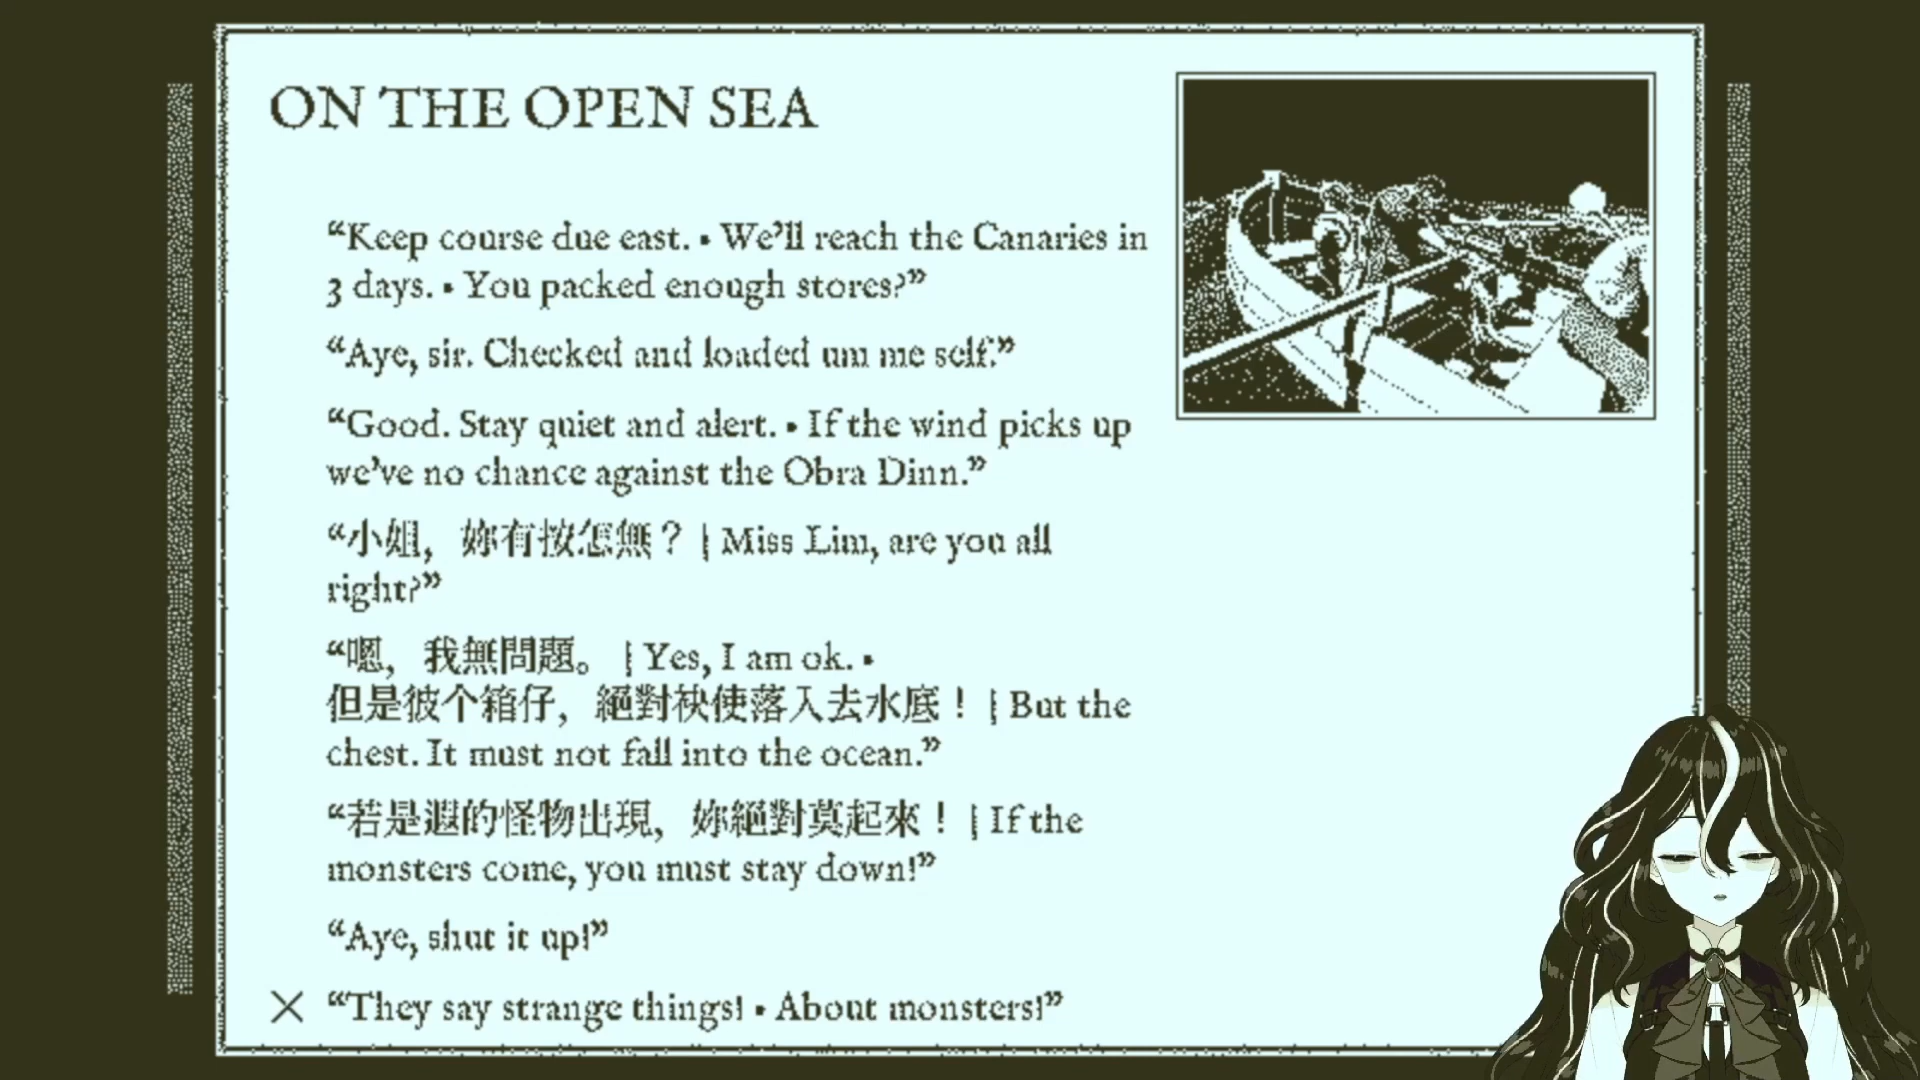 ON THE OPEN SEA
“Keep course due east. • We’ll reach the Canaries in
3 days. • You packed enough stores?”
“Aye, sir. Checked and loaded um me self.”
“Good. Stay quiet and alert. • If the wind picks up
we’ve no chance against the Obra Dinn.”
“小姐，妳有按怎無？ | Miss Lim, are you all
right?”
“嗯，我無問題。 | Yes, I am ok. •
但是彼个箱仔，絕對袂使落入去水底！ | But the
chest. It must not fall into the ocean.”
“若是遐的怪物出現，妳絕對莫起來！ | If the
monsters come, you must stay down!”
“Aye, shut it up!”
X “They say strange things! • About monsters!”